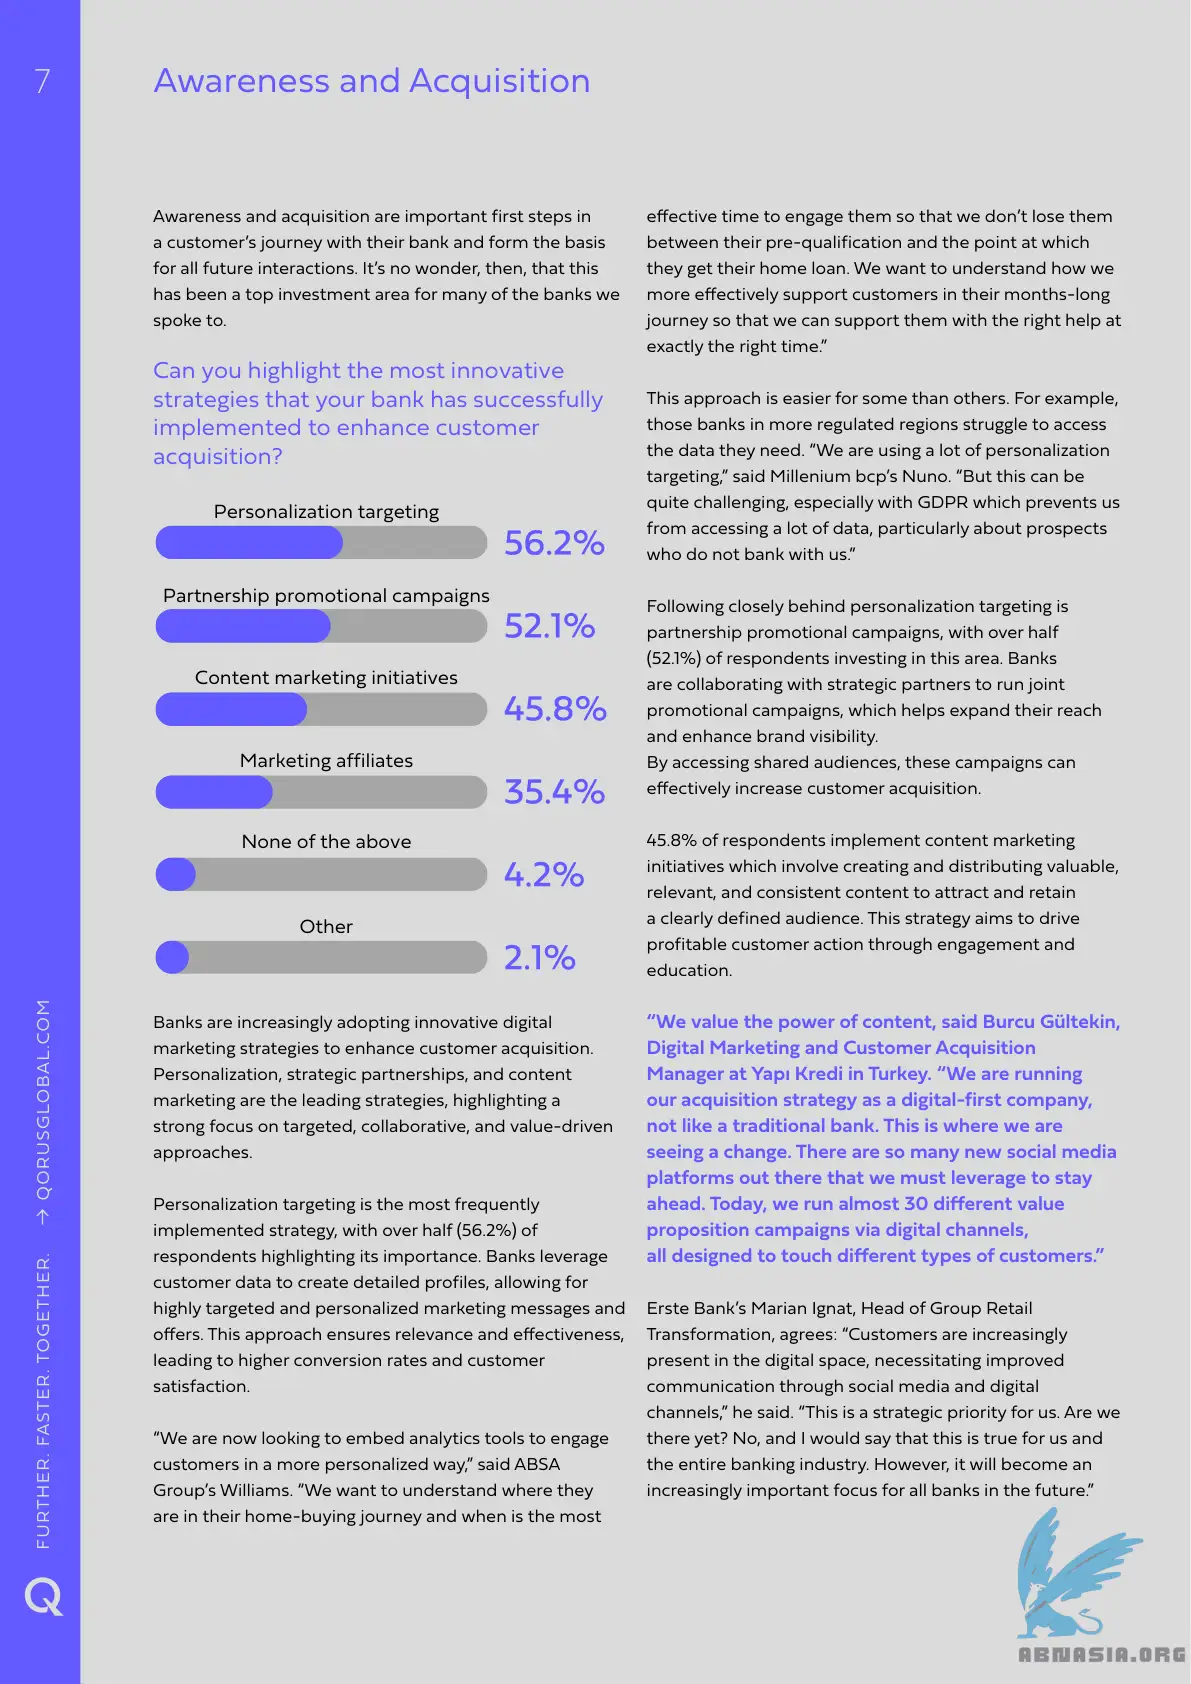 7
Awareness and Acquisition
Awareness and acquisition are important first steps in
a customer’s journey with their bank and form the basis
for all future interactions. It’s no wonder, then, that this
has been a top investment area for many of the banks we
spoke to.
Can you highlight the most innovative
strategies that your bank has successfully
implemented to enhance customer
acquisition?
Personalization targeting
56.2%
Partnership promotional campaigns
52.1%
Content marketing initiatives
45.8%
Marketing affiliates
35.4%
None of the above
4.2%
Other
2.1%
Banks are increasingly adopting innovative digital
marketing strategies to enhance customer acquisition.
Personalization, strategic partnerships, and content
marketing are the leading strategies, highlighting a
strong focus on targeted, collaborative, and value-driven
approaches.
Personalization targeting is the most frequently
implemented strategy, with over half (56.2%) of
respondents highlighting its importance. Banks leverage
customer data to create detailed profiles, allowing for
highly targeted and personalized marketing messages and
offers. This approach ensures relevance and effectiveness,
leading to higher conversion rates and customer
satisfaction.
“We are now looking to embed analytics tools to engage
customers in a more personalized way,” said ABSA
Group’s Williams. “We want to understand where they
are in their home-buying journey and when is the most
effective time to engage them so that we don’t lose them
between their pre-qualification and the point at which
they get their home loan. We want to understand how we
more effectively support customers in their months-long
journey so that we can support them with the right help at
exactly the right time.”
This approach is easier for some than others. For example,
those banks in more regulated regions struggle to access
the data they need. “We are using a lot of personalization
targeting,” said Millenium bcp’s Nuno. “But this can be
quite challenging, especially with GDPR which prevents us
from accessing a lot of data, particularly about prospects
who do not bank with us.”
Following closely behind personalization targeting is
partnership promotional campaigns, with over half
(52.1%) of respondents investing in this area. Banks
are collaborating with strategic partners to run joint
promotional campaigns, which helps expand their reach
and enhance brand visibility.
By accessing shared audiences, these campaigns can
effectively increase customer acquisition.
45.8% of respondents implement content marketing
initiatives which involve creating and distributing valuable,
relevant, and consistent content to attract and retain
a clearly defined audience. This strategy aims to drive
profitable customer action through engagement and
education.
“We value the power of content, said Burcu Gültekin,
Digital Marketing and Customer Acquisition
Manager at Yapı Kredi in Turkey. “We are running
our acquisition strategy as a digital-first company,
not like a traditional bank. This is where we are
seeing a change. There are so many new social media
platforms out there that we must leverage to stay
ahead. Today, we run almost 30 different value
proposition campaigns via digital channels,
all designed to touch different types of customers.”
Erste Bank’s Marian Ignat, Head of Group Retail
Transformation, agrees: “Customers are increasingly
present in the digital space, necessitating improved
communication through social media and digital
channels,” he said. “This is a strategic priority for us. Are we
there yet? No, and I would say that this is true for us and
the entire banking industry. However, it will become an
increasingly important focus for all banks in the future.”
FURTHER. FASTER. TOGETHER. → QORUSGLOBAL.COM
Q
ABNASIA.ORG